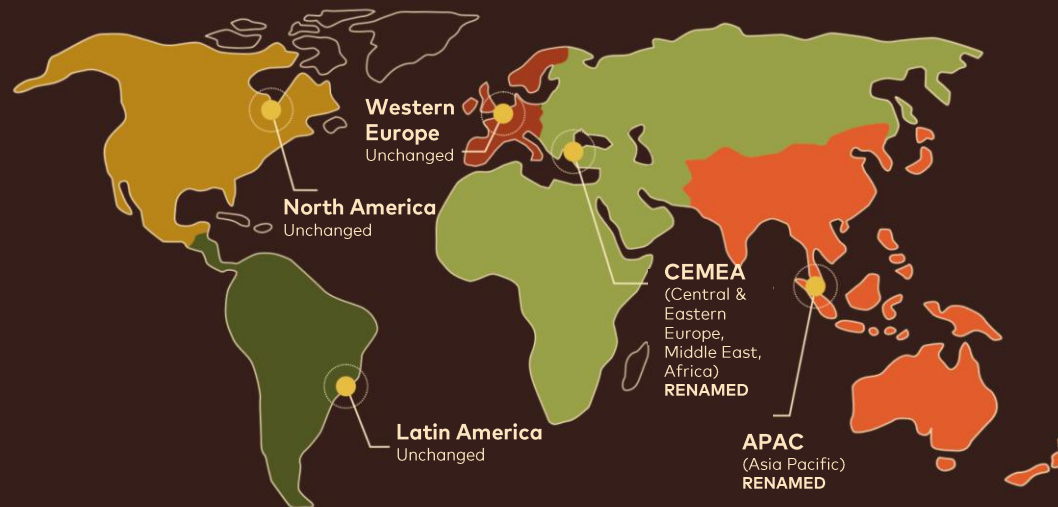 Western
Europe
Unchanged
North America
Unchanged
CEMEA
(Central &
Eastern
Europe,
Middle East,
Africa)
RENAMED
Latin America
Unchanged
APAC
(Asia Pacific)
RENAMED